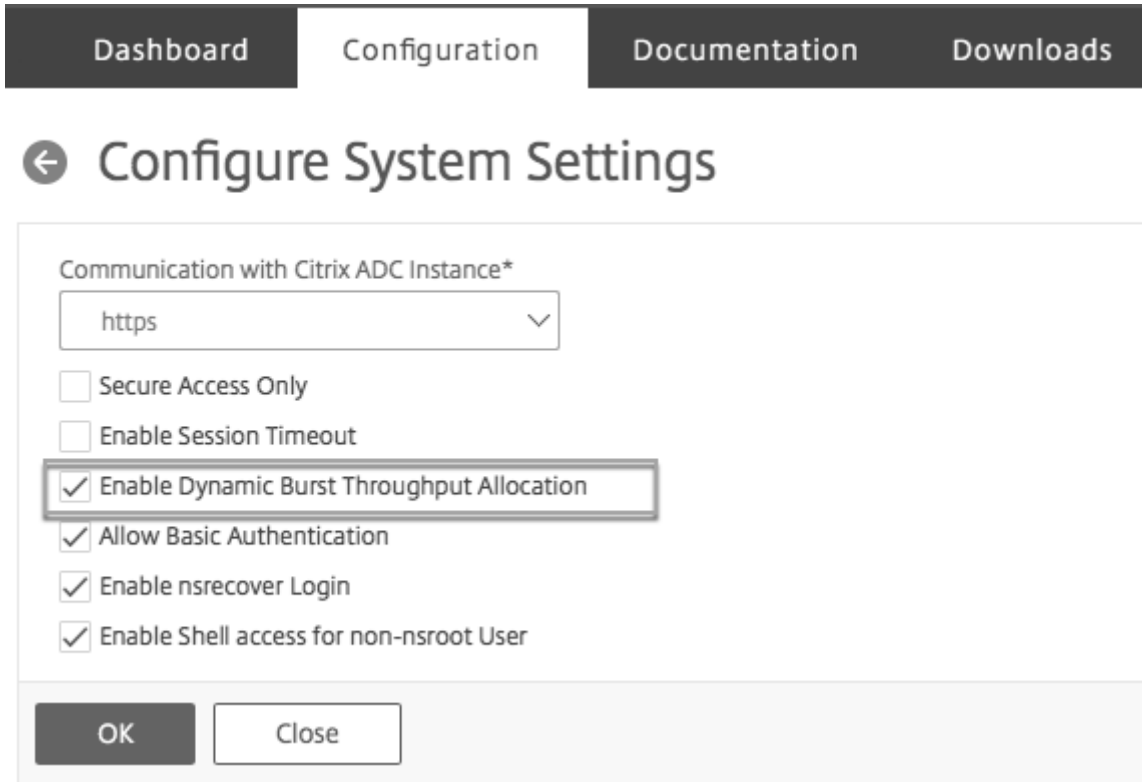 Dashboard Configuration Documentation Downloads
Configure System Settings
Communication with Citrix ADC Instance*
https
Secure Access Only
Enable Session Timeout
Enable Dynamic Burst Throughput Allocation
Allow Basic Authentication
Enable nsrecover Login
Enable Shell access for non-nsroot User
OK Close